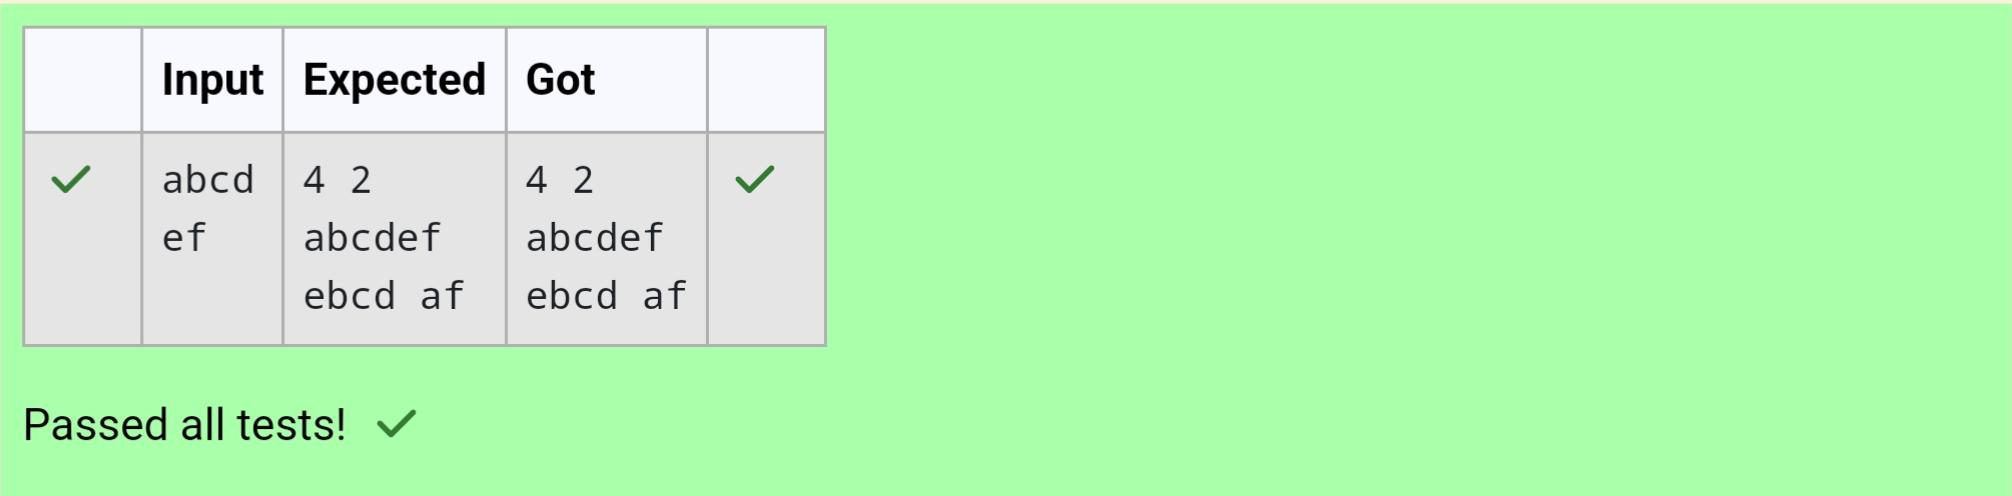 Input Expected Got
abcd 4 2 4 2
ef abcdef abcdef
ebcd af ebcd af
Passed all tests!